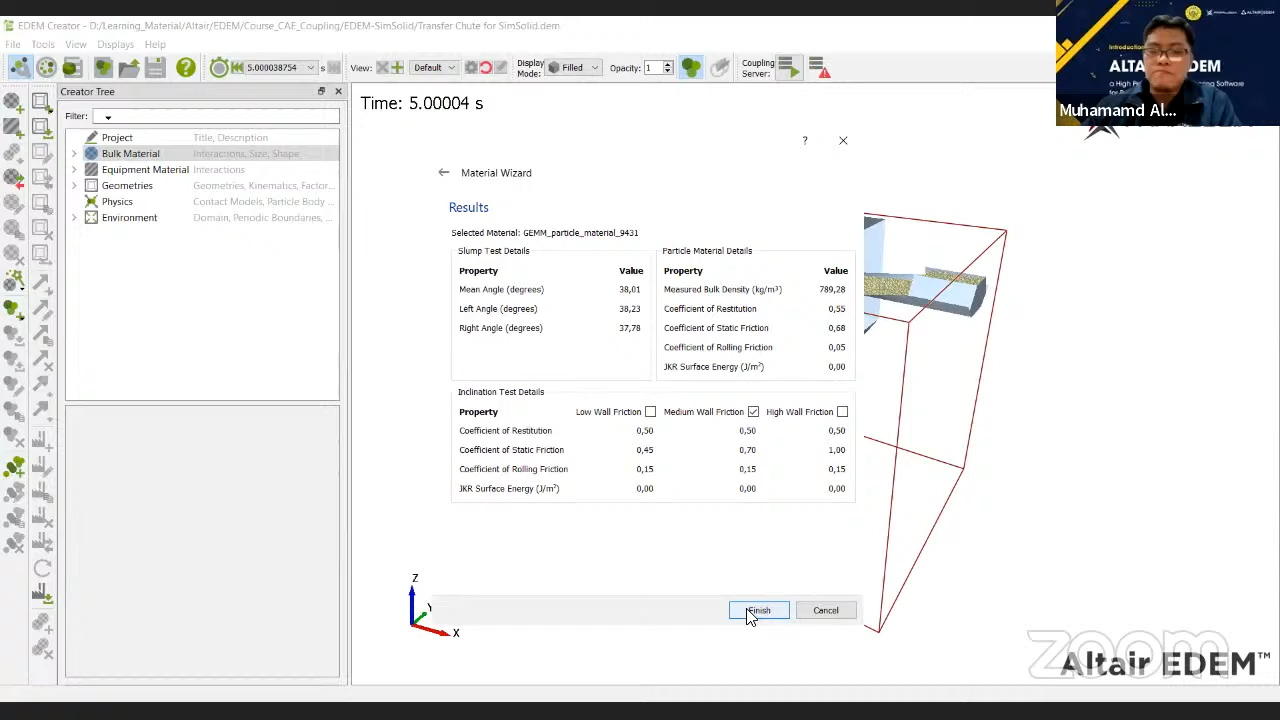 EDEM Creator - D:/Learning_Material/Altair/EDEM/Course_CAE_Coupling/EDEM-SimSolid/Transfer Chute for SimSolid.dem
File Tools View Displays Help
5.000038754 s View: Default Display Mode: Filled Opacity: 1 Coupling Server:
Creator Tree
Filter:
Project Title, Description
Bulk Material Interactions, Size, Shape
Equipment Material Interactions
Geometries Geometries, Kinematics, Factor...
Physics Contact Models, Particle Body ...
Environment Domain, Periodic Boundaries, ...
Time: 5.00004 s
?
Material Wizard
Results
Selected Material: GEMM_particle_material_9431
Slump Test Details
Property Value
Mean Angle (degrees) 38,01
Left Angle (degrees) 38,23
Right Angle (degrees) 37,78
Particle Material Details
Property Value
Measured Bulk Density (kg/m³) 789,28
Coefficient of Restitution 0,55
Coefficient of Static Friction 0,68
Coefficient of Rolling Friction 0,05
JKR Surface Energy (J/m²) 0,00
Inclination Test Details
Property Low Wall Friction Medium Wall Friction High Wall Friction
Coefficient of Restitution 0,50 0,50 0,50
Coefficient of Static Friction 0,45 0,70 1,00
Coefficient of Rolling Friction 0,15 0,15 0,15
JKR Surface Energy (J/m²) 0,00 0,00 0,00
Finish Cancel
Z
Y
X
Muhamamd Al...
zoom
Altair EDEM™